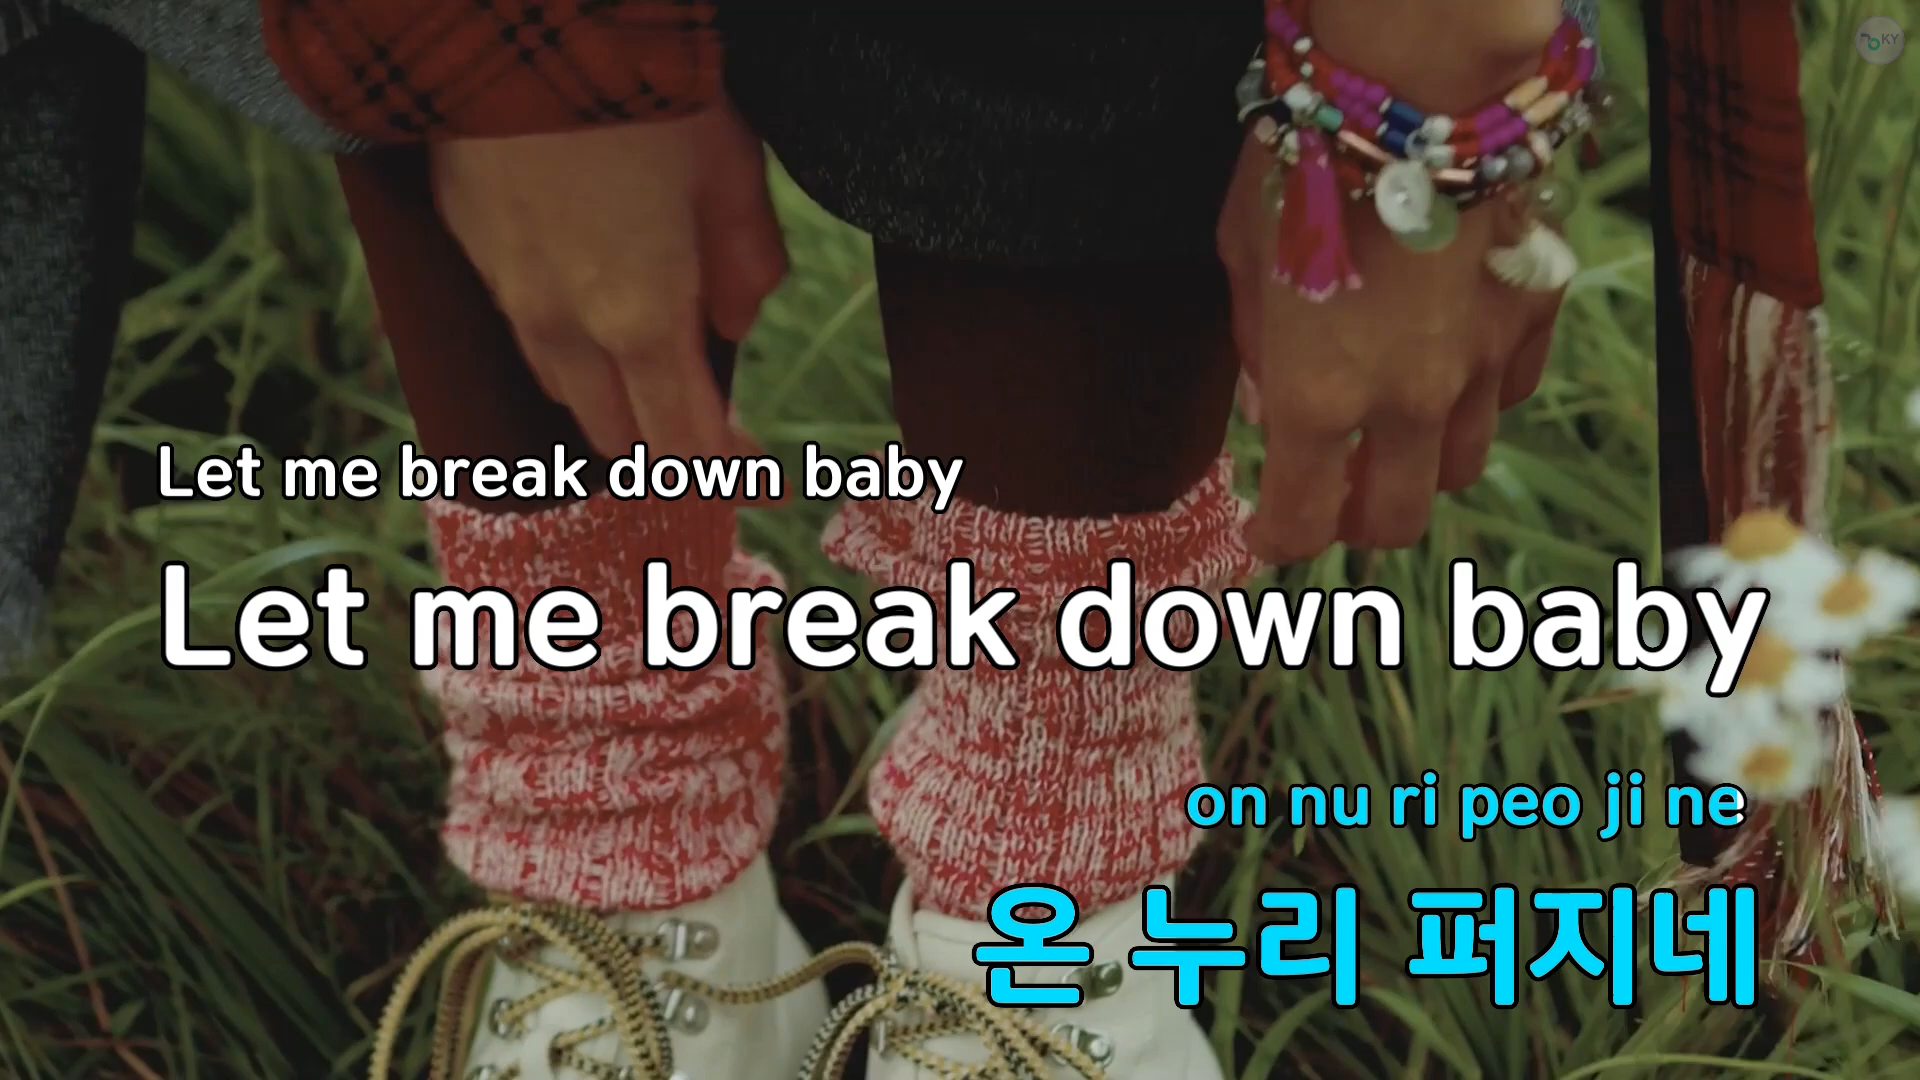 KY
Let me break down baby
Let me break down baby
on nu ri peo ji ne
온 누리 퍼지네